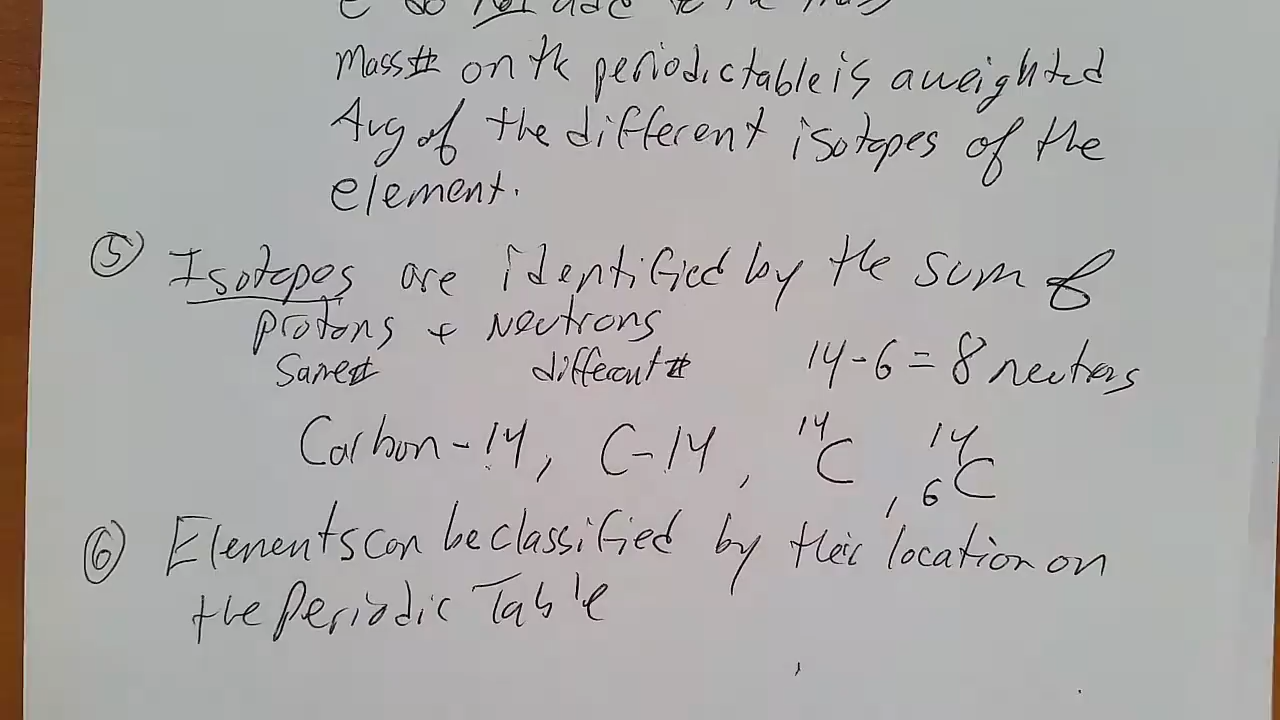 Mass# on the periodic table is a weighted
Avg of the different isotopes of the
element.
⑤ Isotopes are identified by the sum of
protons + Neutrons
Same# different #
14-6 = 8 neutrons
Carbon-14, C-14, ¹⁴C, ¹⁴₆C
⑥ Elements can be classified by their location on
the Periodic Table